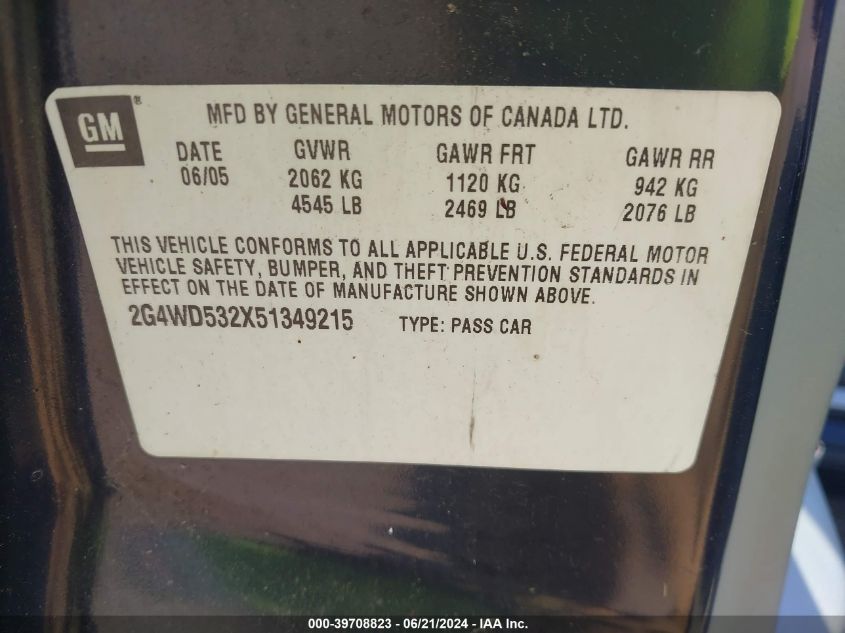 GM®
MFD BY GENERAL MOTORS OF CANADA LTD.
DATE GVWR GAWR FRT GAWR RR
06/05 2062 KG 1120 KG 942 KG
4545 LB 2469 LB 2076 LB
THIS VEHICLE CONFORMS TO ALL APPLICABLE U.S. FEDERAL MOTOR
VEHICLE SAFETY, BUMPER, AND THEFT PREVENTION STANDARDS IN
EFFECT ON THE DATE OF MANUFACTURE SHOWN ABOVE.
2G4WD532X51349215 TYPE: PASS CAR
000-39708823 - 06/21/2024 - IAA Inc.